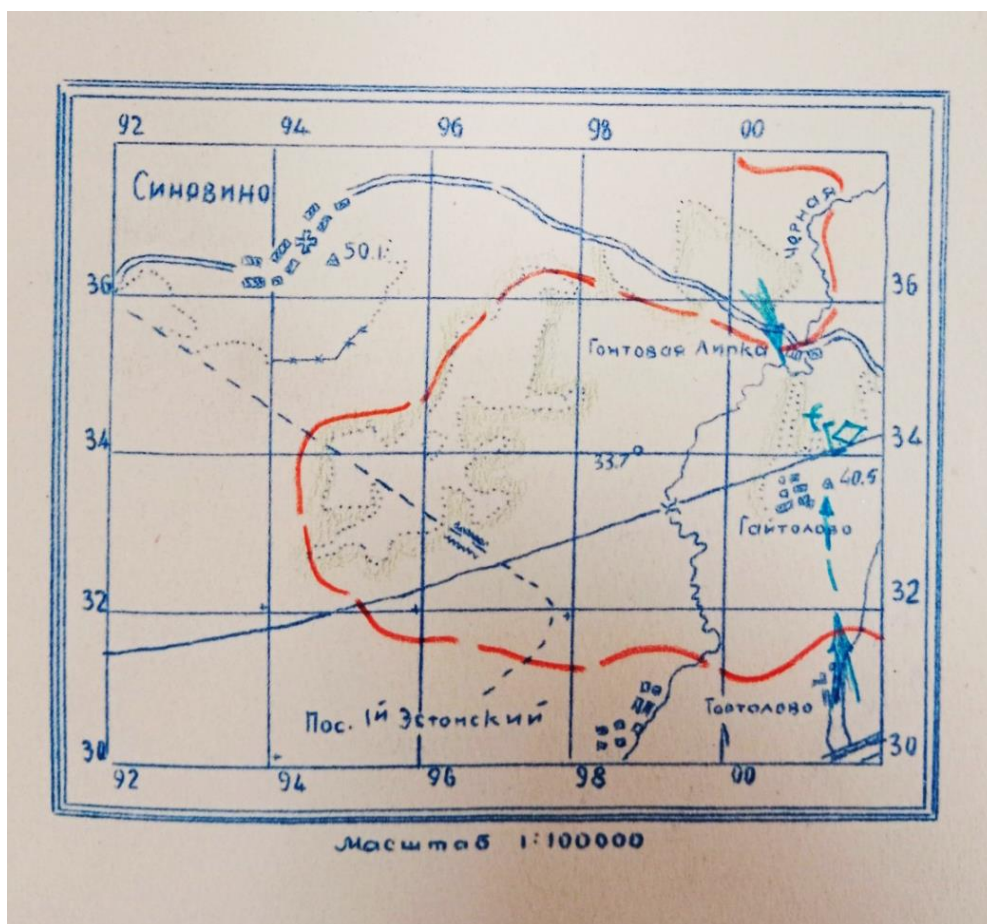 92 94 96 98 00
Синявино
Чорная
50.1
36 36
Гонтовая Липка
34 34
33.7
40.5
Гайтолово
32 32
Тортолово
Пос. 1й Эстонский
30 30
92 94 96 98 00
Масштаб 1:100000